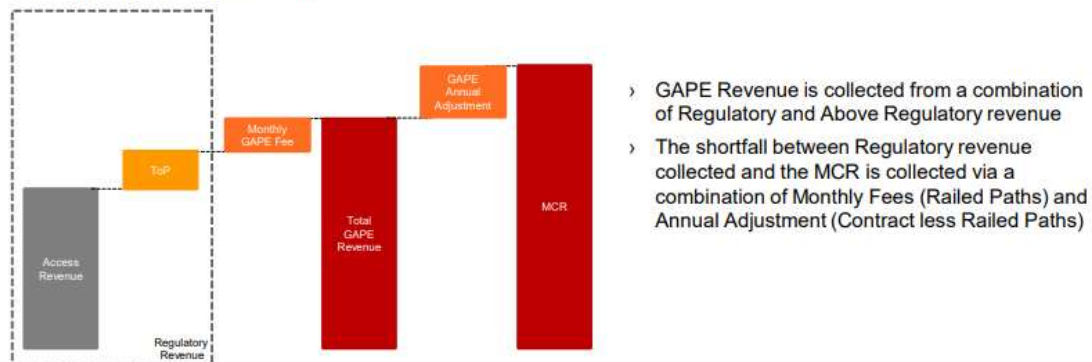 GAPE
Annual
Adjustment
Monthly
GAPE Fee
ToP
Total
GAPE
Revenue
MCR
Access
Revenue
Regulatory
Revenue
› GAPE Revenue is collected from a combination
of Regulatory and Above Regulatory revenue
› The shortfall between Regulatory revenue
collected and the MCR is collected via a
combination of Monthly Fees (Railed Paths) and
Annual Adjustment (Contract less Railed Paths)